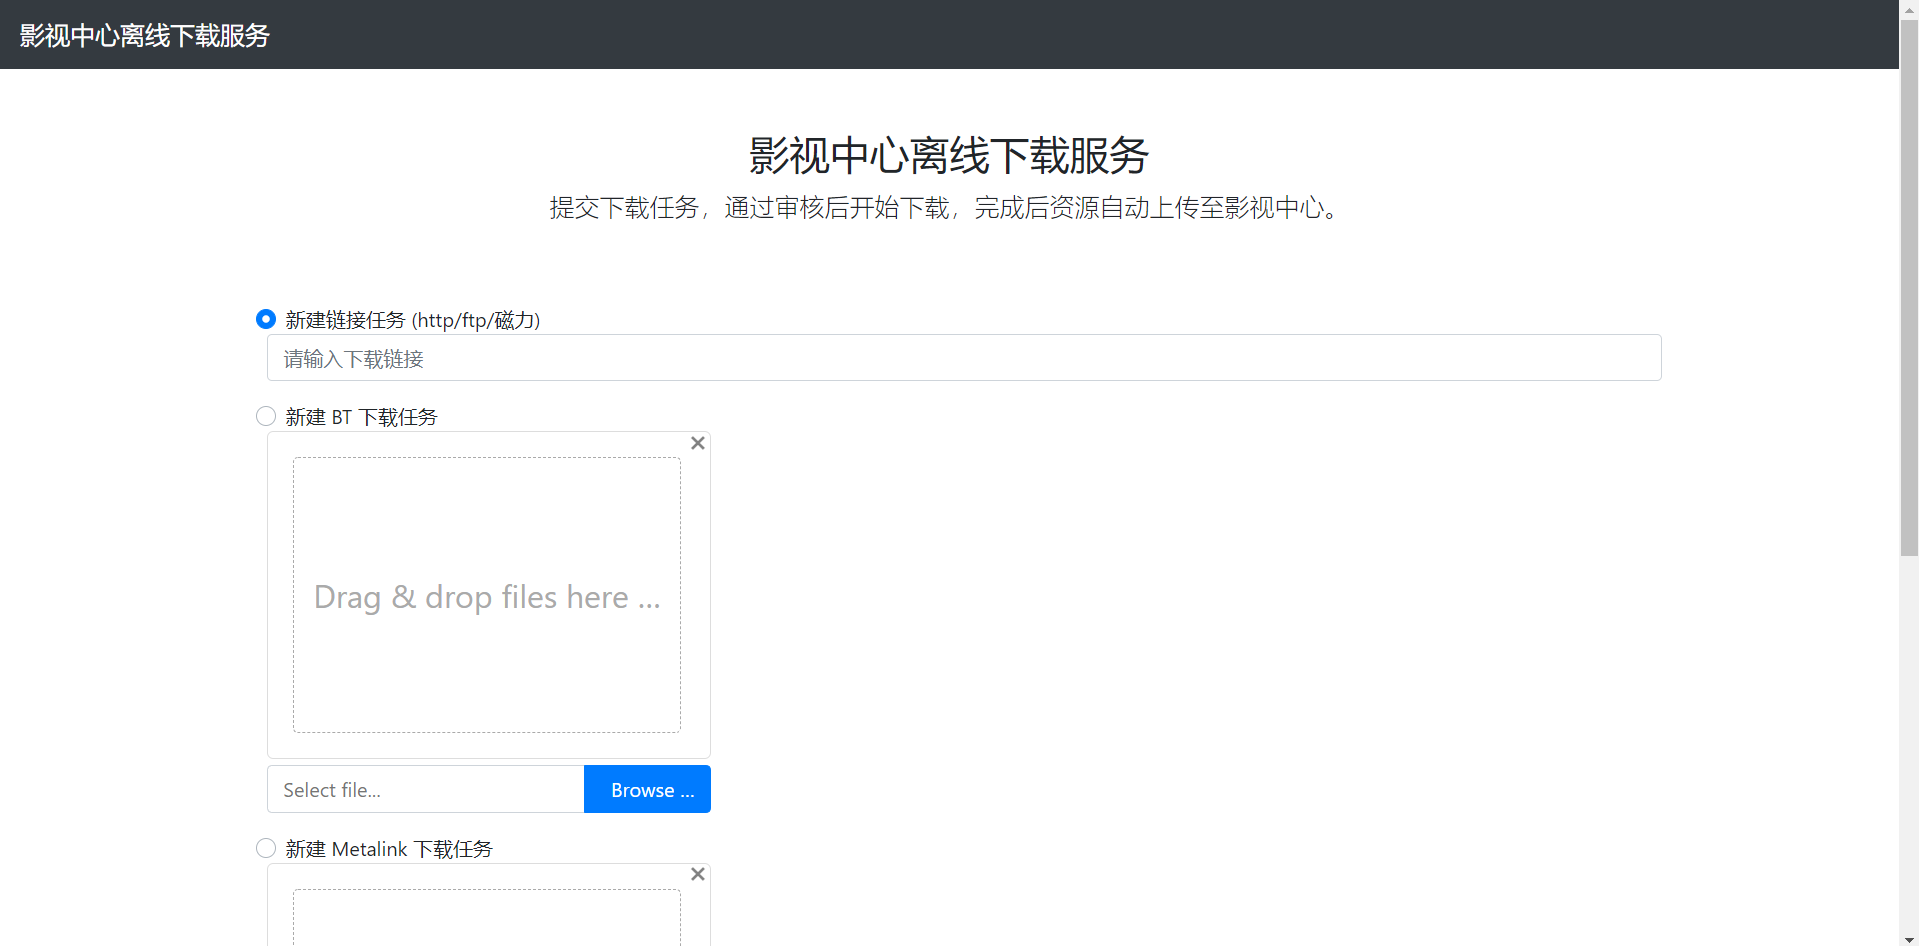 影视中心离线下载服务
影视中心离线下载服务
提交下载任务，通过审核后开始下载，完成后资源自动上传至影视中心。
新建链接任务 (http/ftp/磁力)
请输入下载链接
新建 BT 下载任务
Drag & drop files here ...
Select file...
Browse ...
新建 Metalink 下载任务